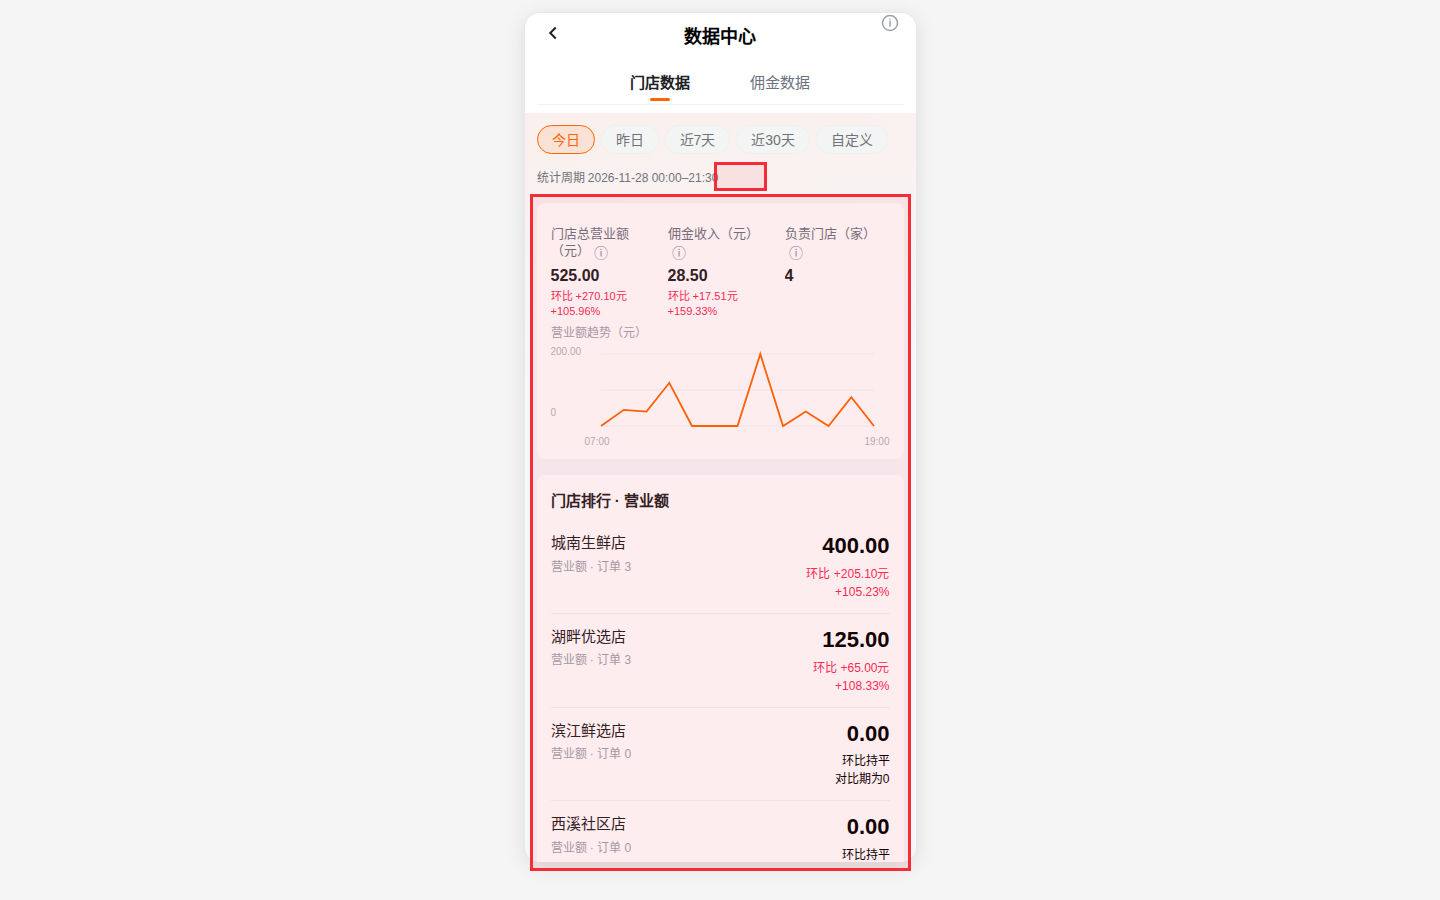 数据中心
门店数据 佣金数据
今日 昨日 近7天 近30天 自定义
统计周期 2026-11-28 00:00–21:30
门店总营业额（元） 佣金收入（元） 负责门店（家）
525.00 28.50 4
环比 +270.10元 环比 +17.51元
+105.96% +159.33%
营业额趋势（元）
200.00
0
07:00 19:00
门店排行 · 营业额
城南生鲜店 400.00
营业额 · 订单 3 环比 +205.10元
+105.23%
湖畔优选店 125.00
营业额 · 订单 3 环比 +65.00元
+108.33%
滨江鲜选店 0.00
营业额 · 订单 0 环比持平
对比期为0
西溪社区店 0.00
营业额 · 订单 0 环比持平